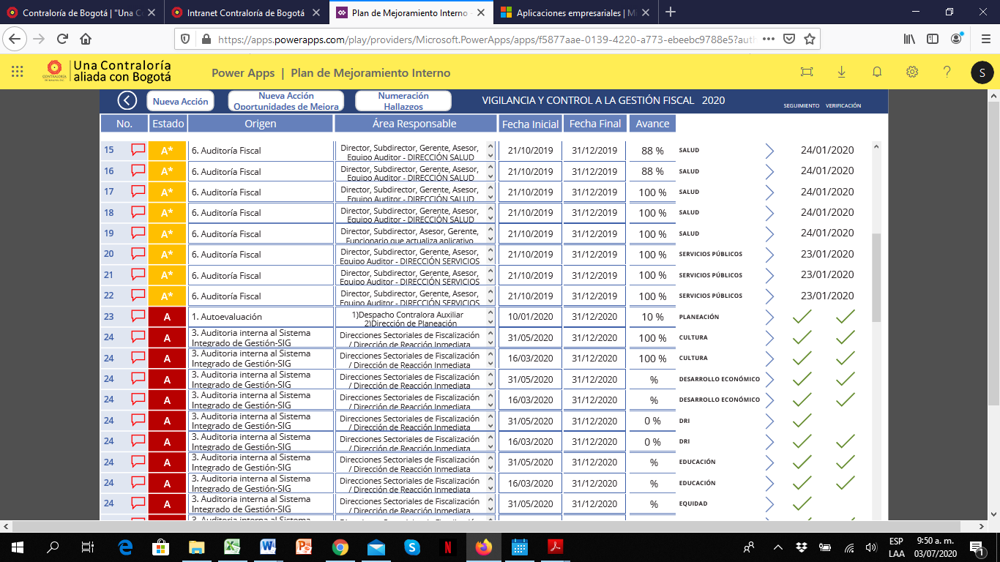 Contraloría de Bogotá | "Una C
Intranet Contraloría de Bogotá
Plan de Mejoramiento Interno -
Aplicaciones empresariales | Mi
https://apps.powerapps.com/play/providers/Microsoft.PowerApps/apps/f5877aae-0139-4220-a773-ebeebc9788e5?aut
CONTRALORÍA
Una Contraloría
aliada con Bogotá
Power Apps | Plan de Mejoramiento Interno
S
Nueva Acción
Nueva Acción
Oportunidades de Mejora
Numeración
Hallazgos
VIGILANCIA Y CONTROL A LA GESTIÓN FISCAL 2020
SEGUIMIENTO VERIFICACIÓN
No. Estado Origen Área Responsable Fecha Inicial Fecha Final Avance
15 A* 6. Auditoría Fiscal Director, Subdirector, Gerente, Asesor, 21/10/2019 31/12/2019 88 % SALUD 24/01/2020
Equipo Auditor - DIRECCIÓN SALUD
16 A* 6. Auditoría Fiscal Director, Subdirector, Gerente, Asesor, 21/10/2019 31/12/2019 88 % SALUD 24/01/2020
Equipo Auditor - DIRECCIÓN SALUD
17 A* 6. Auditoría Fiscal Director, Subdirector, Gerente, Asesor, 21/10/2019 31/12/2019 100 % SALUD 24/01/2020
Equipo Auditor - DIRECCIÓN SALUD
18 A* 6. Auditoría Fiscal Director, Subdirector, Gerente, Asesor, 21/10/2019 31/12/2019 100 % SALUD 24/01/2020
Equipo Auditor - DIRECCIÓN SALUD
19 A* 6. Auditoría Fiscal Director, Subdirector, Asesor, Gerente, 21/10/2019 31/12/2019 100 % SALUD 24/01/2020
Funcionario que actualiza aplicativo
20 A* 6. Auditoría Fiscal Director, Subdirector, Gerente, Asesor, 21/10/2019 31/12/2019 100 % SERVICIOS PÚBLICOS 23/01/2020
Equipo Auditor - DIRECCIÓN SERVICIOS
21 A* 6. Auditoría Fiscal Director, Subdirector, Gerente, Asesor, 21/10/2019 31/12/2019 100 % SERVICIOS PÚBLICOS 23/01/2020
Equipo Auditor - DIRECCIÓN SERVICIOS
22 A* 6. Auditoría Fiscal Director, Subdirector, Gerente, Asesor, 21/10/2019 31/12/2019 100 % SERVICIOS PÚBLICOS 23/01/2020
Equipo Auditor - DIRECCIÓN SERVICIOS
23 A 1. Autoevaluación 1)Despacho Contralora Auxiliar 10/01/2020 31/12/2020 10 % PLANEACIÓN
2)Dirección de Planeación
24 A 3. Auditoria interna al Sistema Direcciones Sectoriales de Fiscalización 31/05/2020 31/12/2020 100 % CULTURA
Integrado de Gestión-SIG / Dirección de Reacción Inmediata
24 A 3. Auditoria interna al Sistema Direcciones Sectoriales de Fiscalización 16/03/2020 31/12/2020 100 % CULTURA
Integrado de Gestión-SIG / Dirección de Reacción Inmediata
24 A 3. Auditoria interna al Sistema Direcciones Sectoriales de Fiscalización 31/05/2020 31/12/2020 % DESARROLLO ECONÓMICO
Integrado de Gestión-SIG / Dirección de Reacción Inmediata
24 A 3. Auditoria interna al Sistema Direcciones Sectoriales de Fiscalización 16/03/2020 31/12/2020 % DESARROLLO ECONÓMICO
Integrado de Gestión-SIG / Dirección de Reacción Inmediata
24 A 3. Auditoria interna al Sistema Direcciones Sectoriales de Fiscalización 31/05/2020 31/12/2020 0 % DRI
Integrado de Gestión-SIG / Dirección de Reacción Inmediata
24 A 3. Auditoria interna al Sistema Direcciones Sectoriales de Fiscalización 16/03/2020 31/12/2020 0 % DRI
Integrado de Gestión-SIG / Dirección de Reacción Inmediata
24 A 3. Auditoria interna al Sistema Direcciones Sectoriales de Fiscalización 31/05/2020 31/12/2020 % EDUCACIÓN
Integrado de Gestión-SIG / Dirección de Reacción Inmediata
24 A 3. Auditoria interna al Sistema Direcciones Sectoriales de Fiscalización 16/03/2020 31/12/2020 % EDUCACIÓN
Integrado de Gestión-SIG / Dirección de Reacción Inmediata
24 A 3. Auditoria interna al Sistema Direcciones Sectoriales de Fiscalización 31/05/2020 31/12/2020 % EQUIDAD
Integrado de Gestión-SIG / Dirección de Reacción Inmediata
3. Auditoria interna al Sistema
ESP 9:50 a. m.
LAA 03/07/2020 1